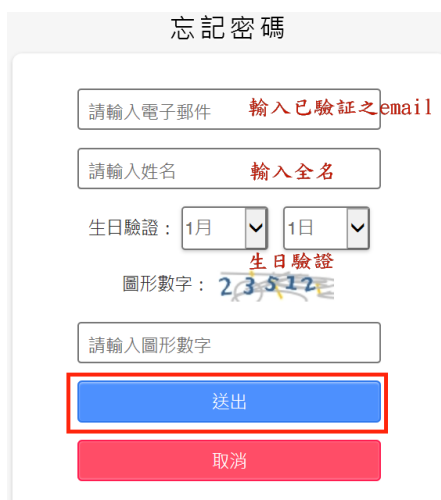 忘記密碼
請輸入電子郵件 輸入已驗証之email
請輸入姓名 輸入全名
生日驗證： 1月 1日
生日驗證
圖形數字： 23512
請輸入圖形數字
送出
取消